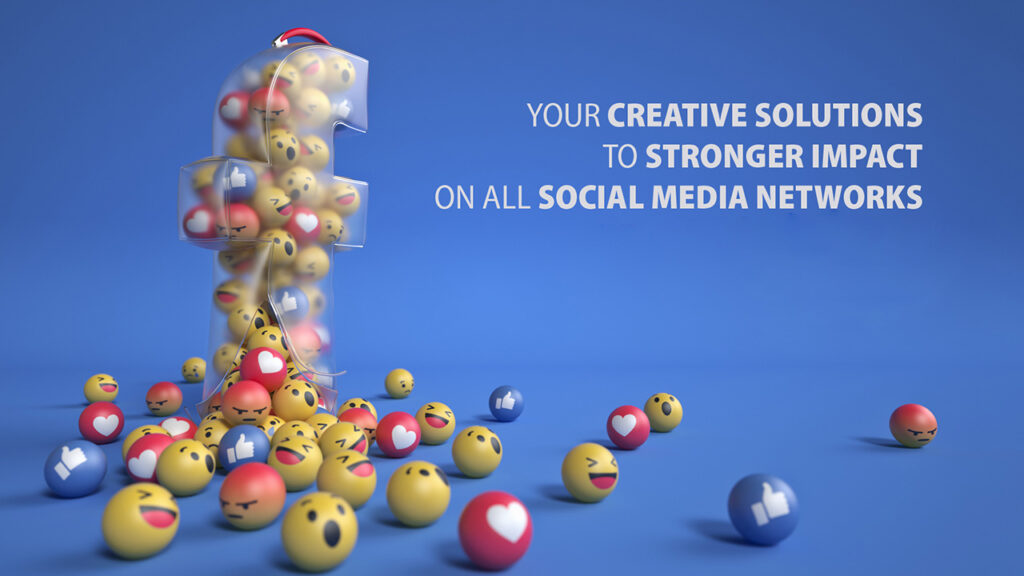 YOUR CREATIVE SOLUTIONS
TO STRONGER IMPACT
ON ALL SOCIAL MEDIA NETWORKS